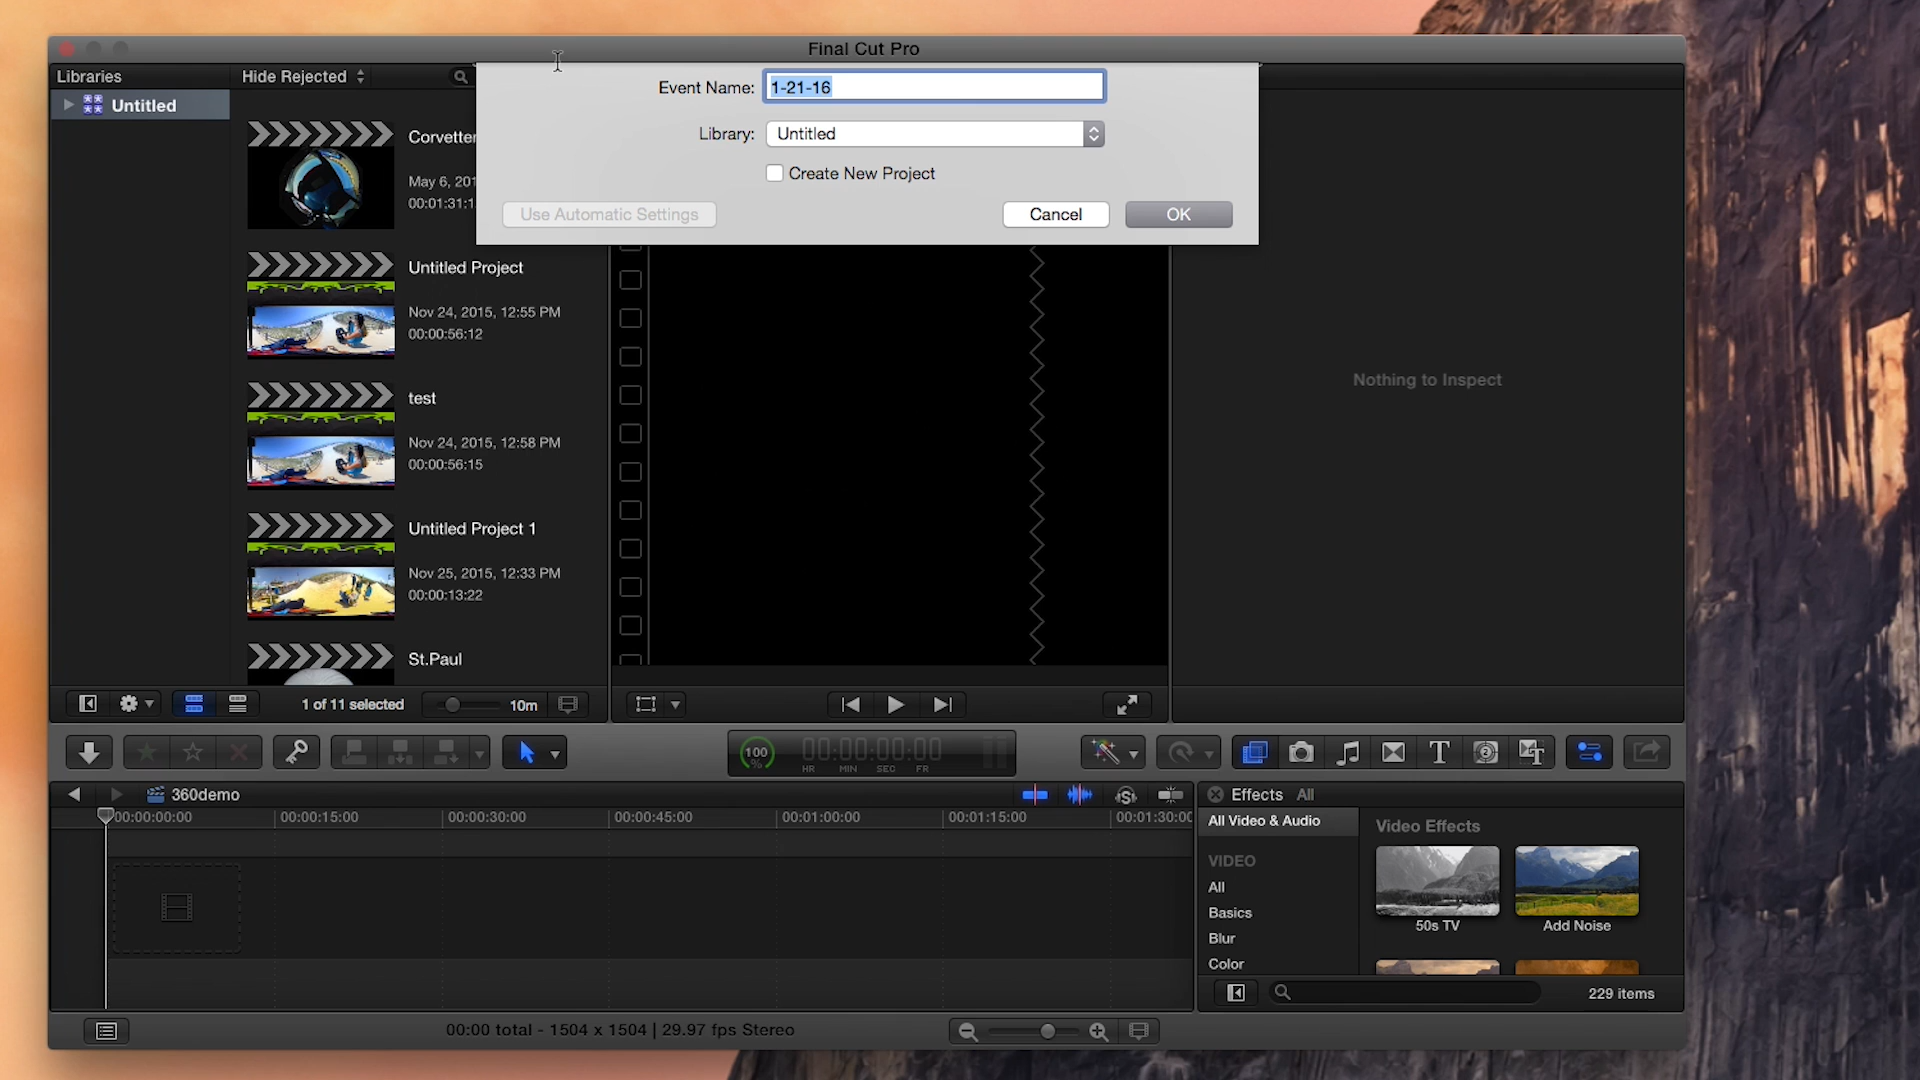 Final Cut Pro
Libraries
Hide Rejected
Untitled
Event Name: 1-21-16
Library: Untitled
Create New Project
Use Automatic Settings
Cancel
OK
Corvetter
May 6, 201
00:01:31:1
Untitled Project
Nov 24, 2015, 12:55 PM
00:00:56:12
test
Nov 24, 2015, 12:58 PM
00:00:56:15
Untitled Project 1
Nov 25, 2015, 12:33 PM
00:00:13:22
St.Paul
Nothing to Inspect
1 of 11 selected
10m
100
%
00:00:00:00
HR MIN SEC FR
360demo
00:00:00:00 00:00:15:00 00:00:30:00 00:00:45:00 00:01:00:00 00:01:15:00 00:01:30:00
Effects All
All Video & Audio
VIDEO
All
Basics
Blur
Color
Video Effects
50s TV
Add Noise
229 items
00:00 total - 1504 x 1504 | 29.97 fps Stereo